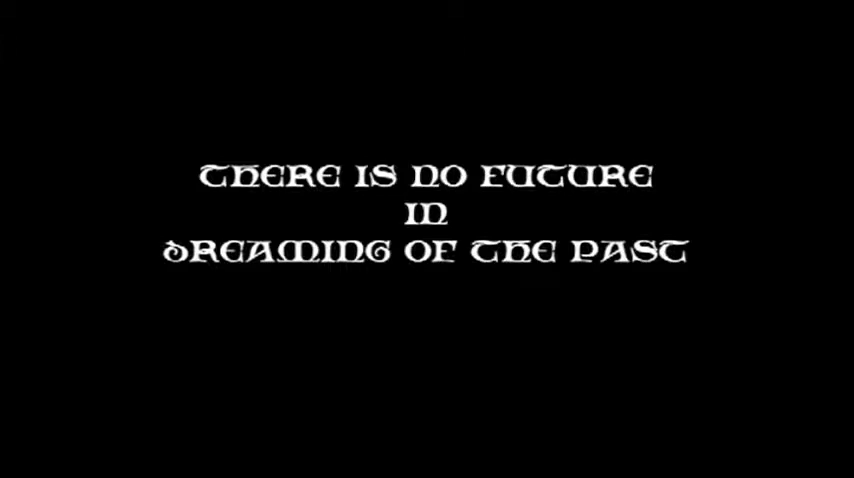 THERE IS NO FUTURE
IN
DREAMING OF THE PAST